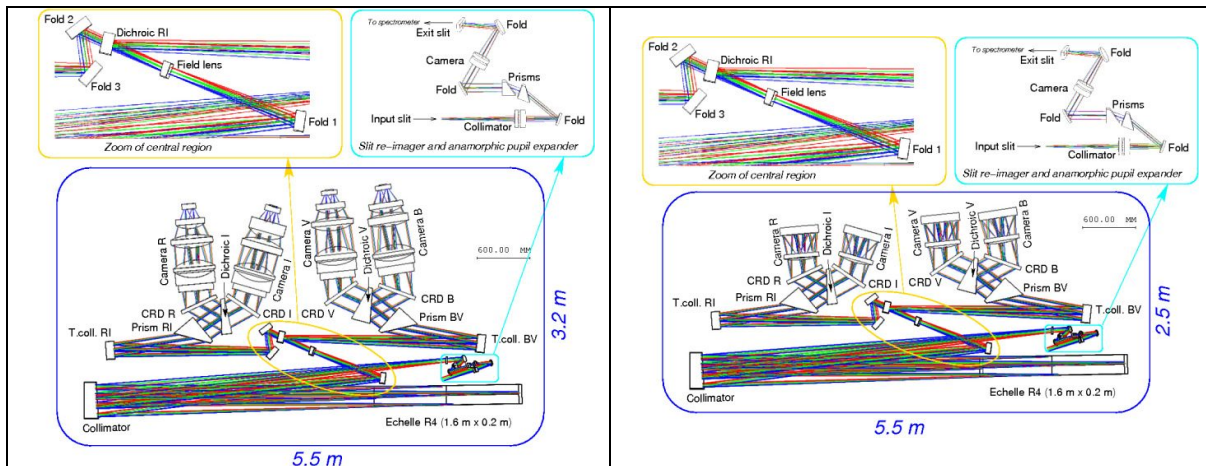 Fold 2
Dichroic RI
Field lens
Fold 3
Fold 1
Zoom of central region
To spectrometer
Exit slit
Fold
Camera
Prisms
Fold
Input slit
Collimator
Fold
Slit re-imager and anamorphic pupil expander
Camera R
Dichroic I
Camera I
Camera V
Dichroic V
Camera B
600.00 MM
CRD R
Prism RI
CRD I
CRD V
CRD B
Prism BV
T.coll. RI
T.coll. BV
Collimator
Echelle R4 (1.6 m x 0.2 m)
3.2 m
5.5 m
Fold 2
Dichroic RI
Field lens
Fold 3
Fold 1
Zoom of central region
To spectrometer
Exit slit
Fold
Camera
Prisms
Fold
Input slit
Collimator
Fold
Slit re-imager and anamorphic pupil expander
Camera R
Dichroic I
Camera I
Camera V
Dichroic V
Camera B
600.00 MM
CRD R
Prism RI
CRD I
CRD V
CRD B
Prism BV
T.coll. RI
T.coll. BV
Collimator
Echelle R4 (1.6 m x 0.2 m)
2.5 m
5.5 m